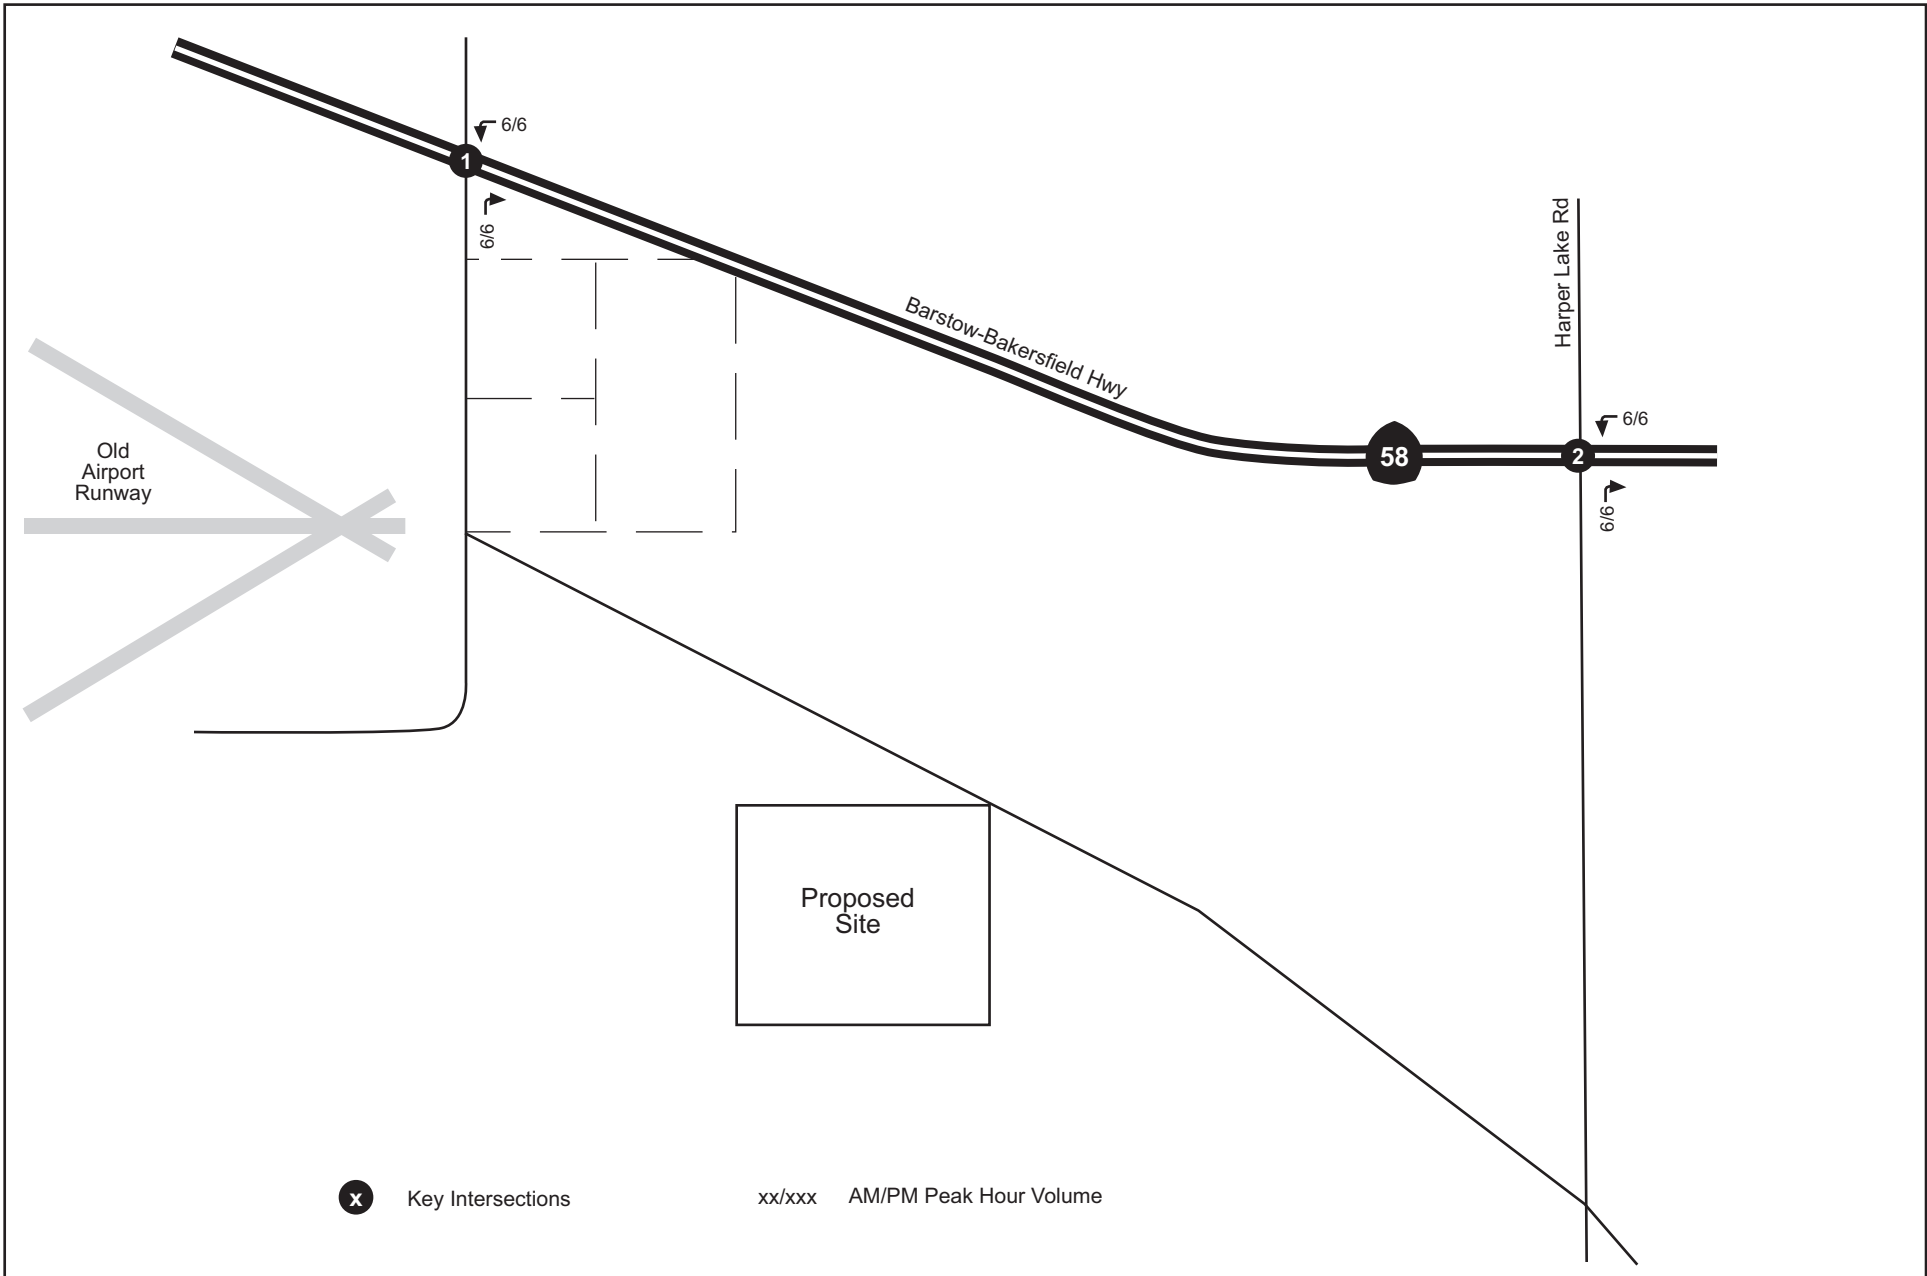 6/6
1
6/6
Harper Lake Rd
Barstow-Bakersfield Hwy
6/6
Old
Airport
Runway
58
2
6/6
Proposed
Site
x
Key Intersections
xx/xxx
AM/PM Peak Hour Volume